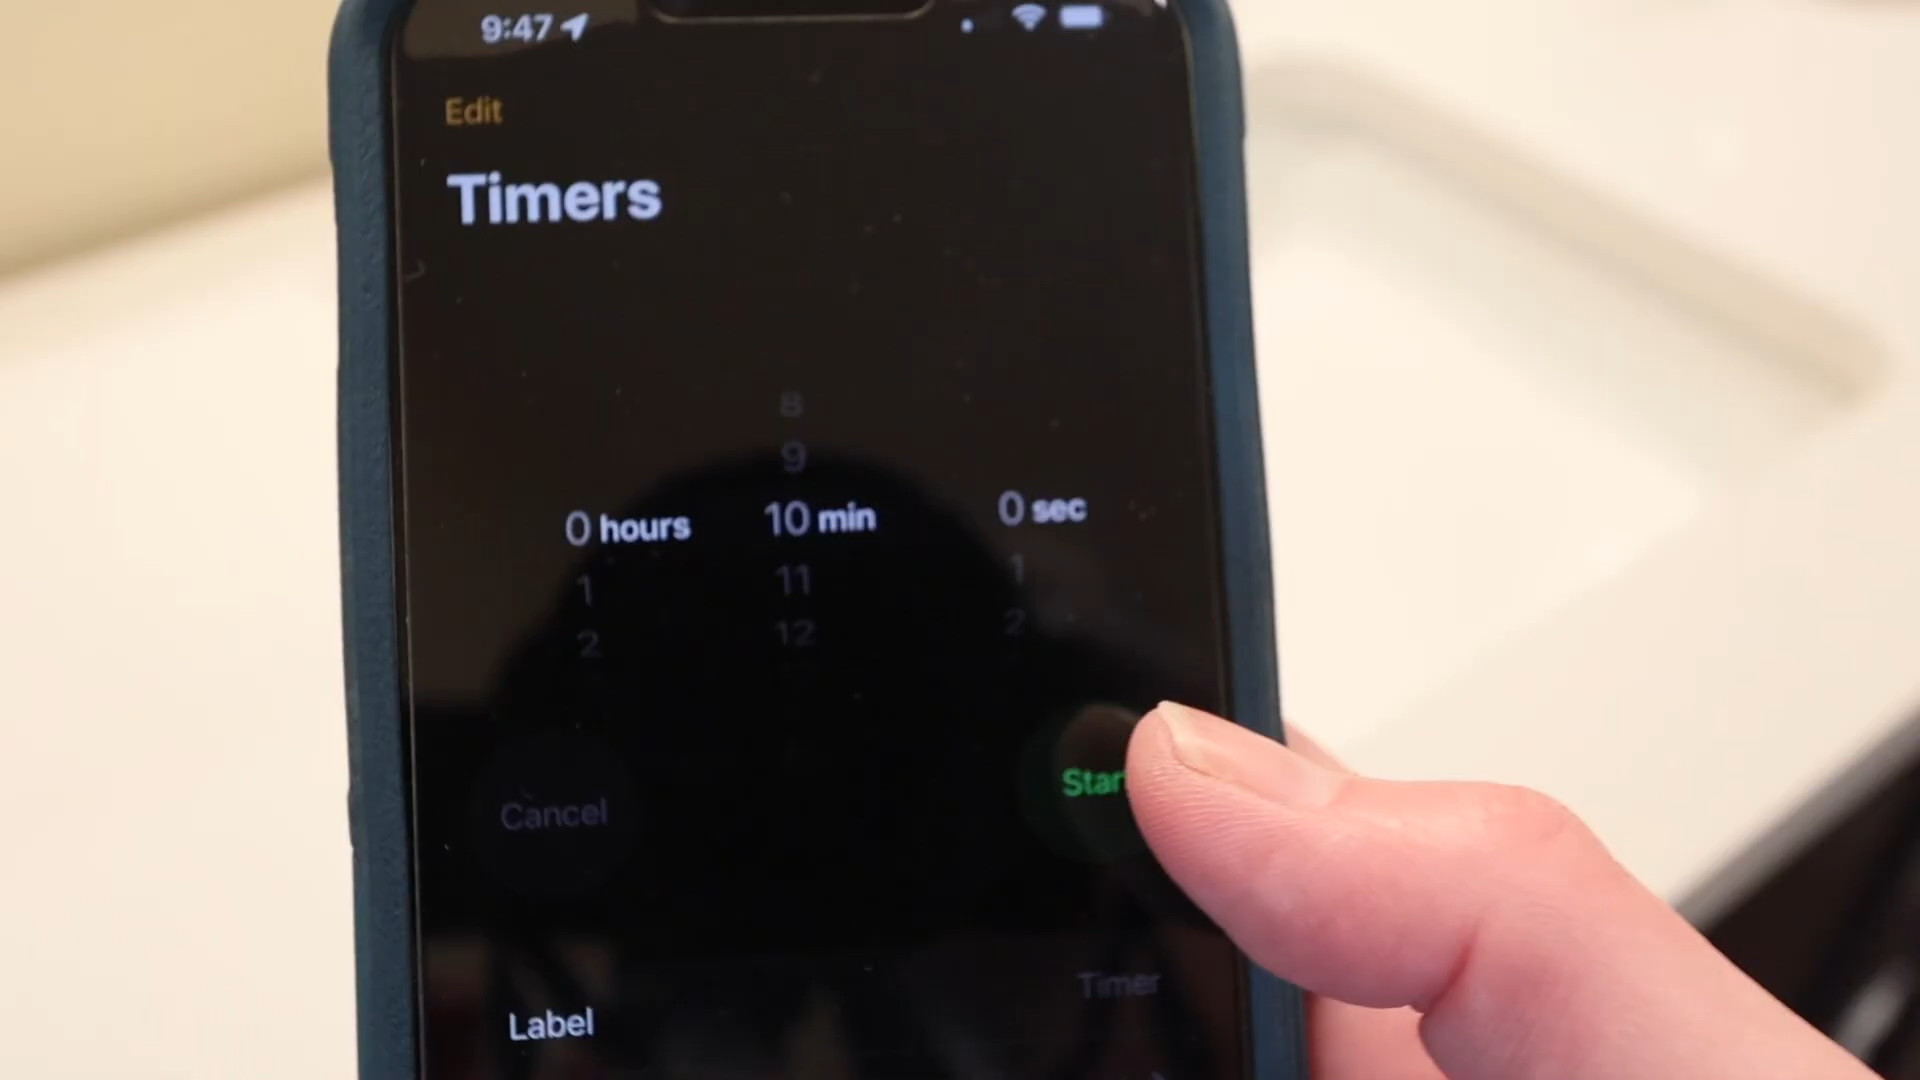 9:47
Edit
Timers
8
9
0 hours 10 min 0 sec
1 11 1
2 12 2
Cancel Star
Label Timer